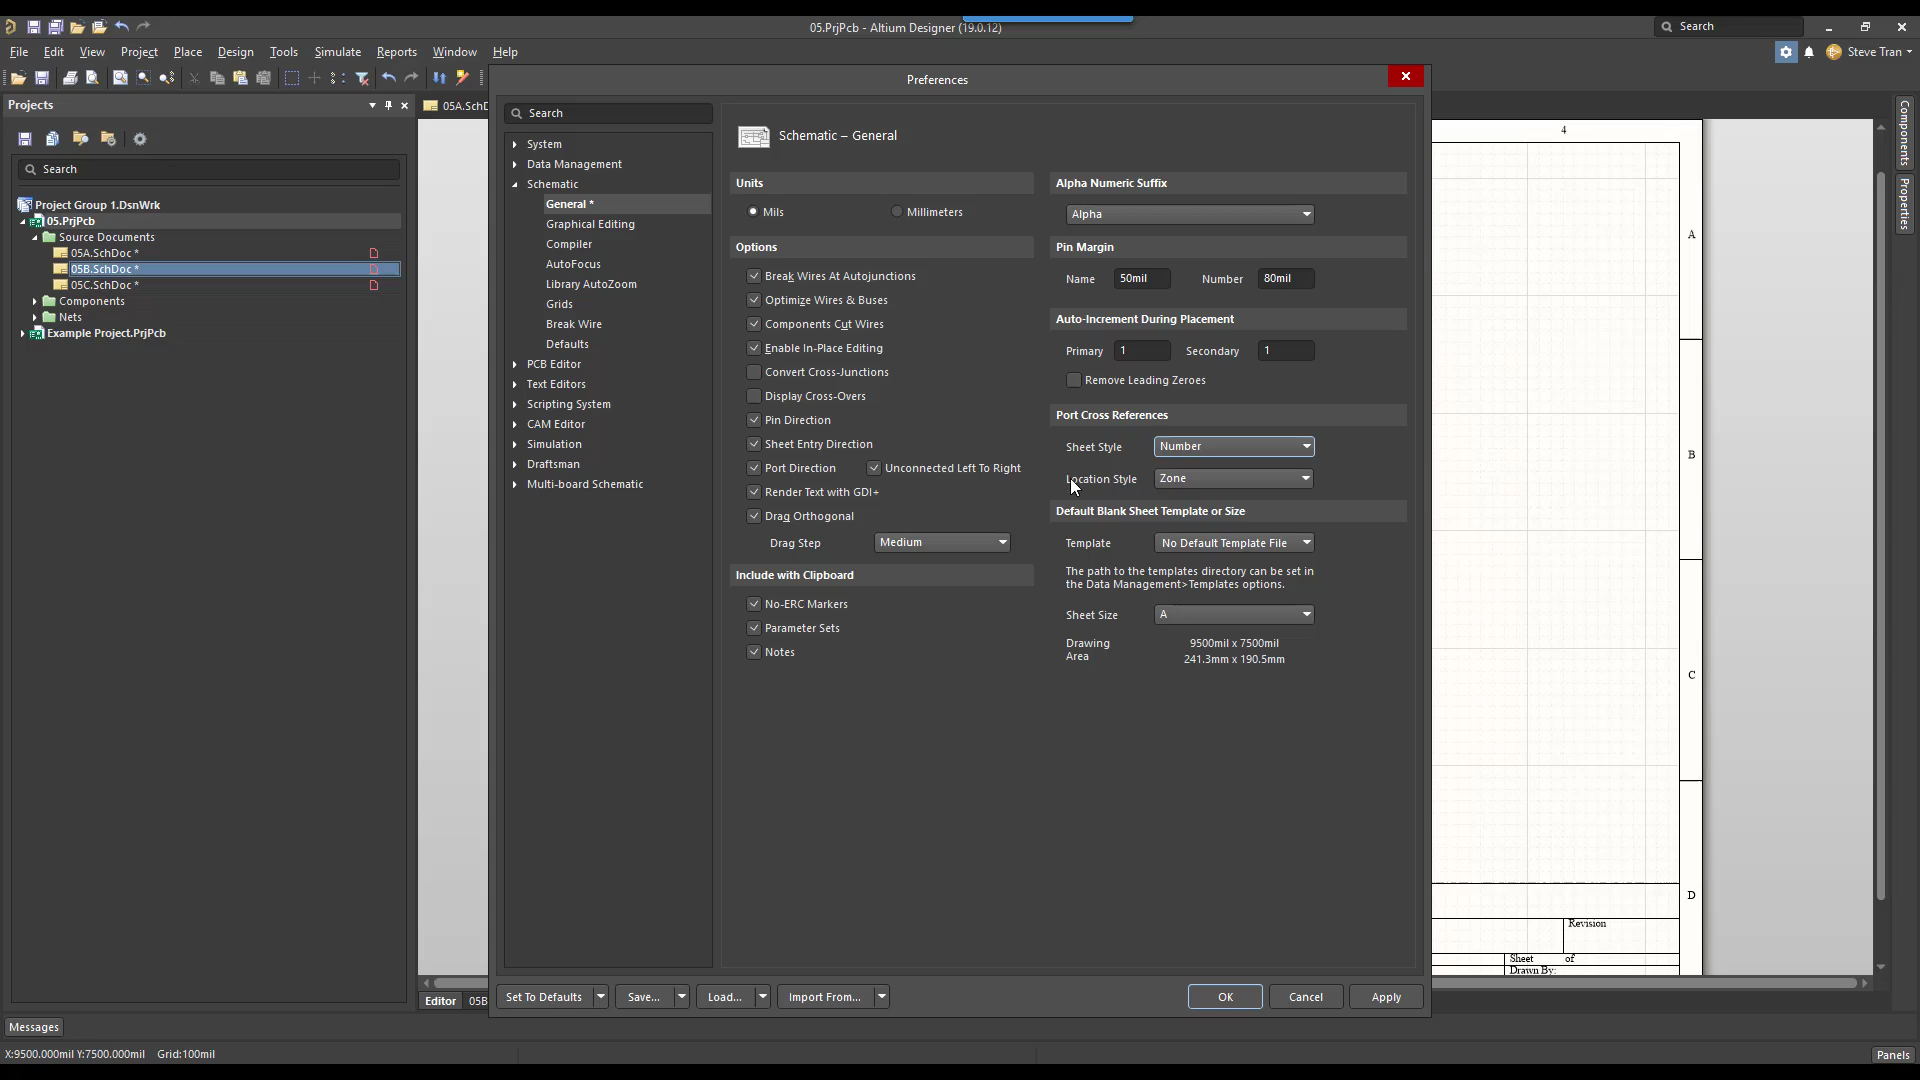 05.PrjPcb - Altium Designer (19.0.12)
Search
File Edit View Project Place Design Tools Simulate Reports Window Help
Steve Tran
Projects
Search
Project Group 1.DsnWrk
05.PrjPcb
Source Documents
05A.SchDoc *
05B.SchDoc *
05C.SchDoc *
Components
Nets
Example Project.PrjPcb
05A.SchD
Preferences
Search
System
Data Management
Schematic
General *
Graphical Editing
Compiler
AutoFocus
Library AutoZoom
Grids
Break Wire
Defaults
PCB Editor
Text Editors
Scripting System
CAM Editor
Simulation
Draftsman
Multi-board Schematic
Schematic – General
Units
Mils Millimeters
Options
Break Wires At Autojunctions
Optimize Wires & Buses
Components Cut Wires
Enable In-Place Editing
Convert Cross-Junctions
Display Cross-Overs
Pin Direction
Sheet Entry Direction
Port Direction Unconnected Left To Right
Render Text with GDI+
Drag Orthogonal
Drag Step Medium
Include with Clipboard
No-ERC Markers
Parameter Sets
Notes
Alpha Numeric Suffix
Alpha
Pin Margin
Name 50mil Number 80mil
Auto-Increment During Placement
Primary 1 Secondary 1
Remove Leading Zeroes
Port Cross References
Sheet Style Number
Location Style Zone
Default Blank Sheet Template or Size
Template No Default Template File
The path to the templates directory can be set in
the Data Management>Templates options.
Sheet Size A
Drawing
Area
9500mil x 7500mil
241.3mm x 190.5mm
Set To Defaults Save... Load... Import From... OK Cancel Apply
4
A
B
C
D
Revision
Sheet of
Drawn By:
Components
Properties
Editor 05B
Messages
X:9500.000mil Y:7500.000mil Grid:100mil
Panels